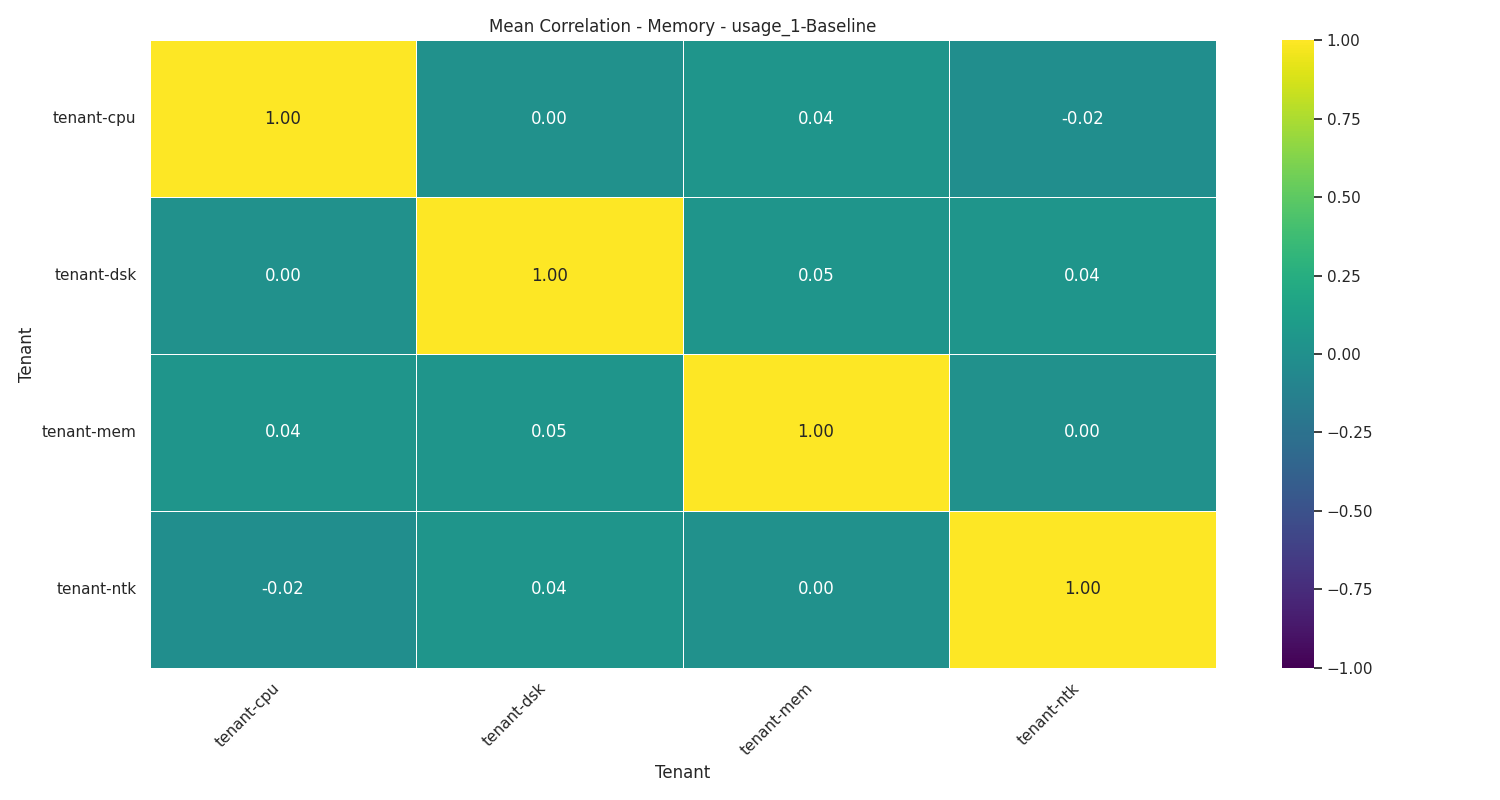 Mean Correlation - Memory - usage_1-Baseline
Tenant
tenant-cpu 1.00 0.00 0.04 -0.02
tenant-dsk 0.00 1.00 0.05 0.04
tenant-mem 0.04 0.05 1.00 0.00
tenant-ntk -0.02 0.04 0.00 1.00
tenant-cpu tenant-dsk tenant-mem tenant-ntk
Tenant
1.00
0.75
0.50
0.25
0.00
−0.25
−0.50
−0.75
−1.00